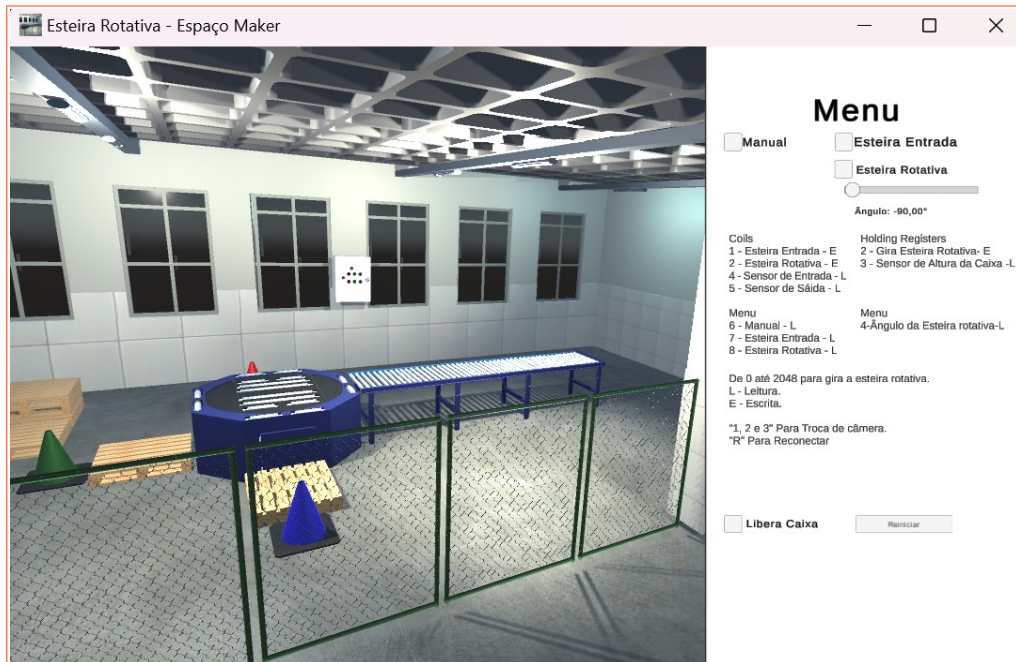 Esteira Rotativa - Espaço Maker
Menu
Manual
Esteira Entrada
Esteira Rotativa
Ângulo: -90,00°
Coils
1 - Esteira Entrada - E
2 - Esteira Rotativa - E
4 - Sensor de Entrada - L
5 - Sensor de Sáida - L
Holding Registers
2 - Gira Esteira Rotativa- E
3 - Sensor de Altura da Caixa -L
Menu
6 - Manual - L
7 - Esteira Entrada - L
8 - Esteira Rotativa - L
Menu
4-Ângulo da Esteira rotativa-L
De 0 até 2048 para gira a esteira rotativa.
L - Leitura.
E - Escrita.
"1, 2 e 3" Para Troca de câmera.
"R" Para Reconectar
Libera Caixa
Reiniciar